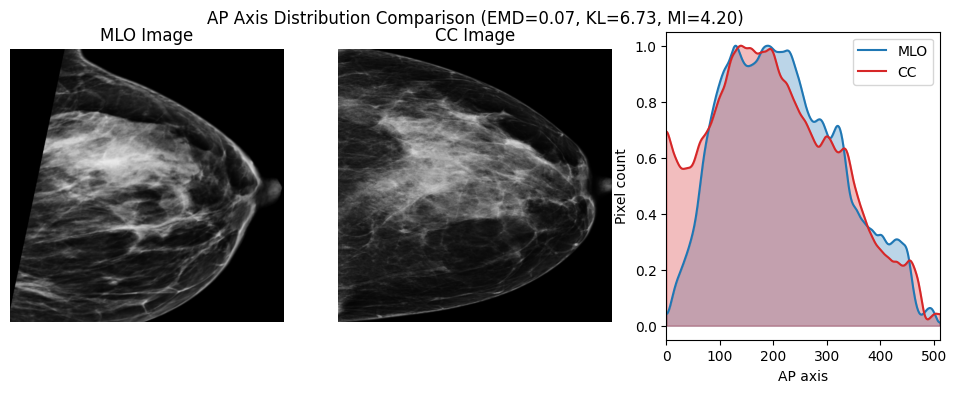 AP Axis Distribution Comparison (EMD=0.07, KL=6.73, MI=4.20)
MLO Image
CC Image
MLO
CC
Pixel count
1.0
0.8
0.6
0.4
0.2
0.0
0 100 200 300 400 500
AP axis